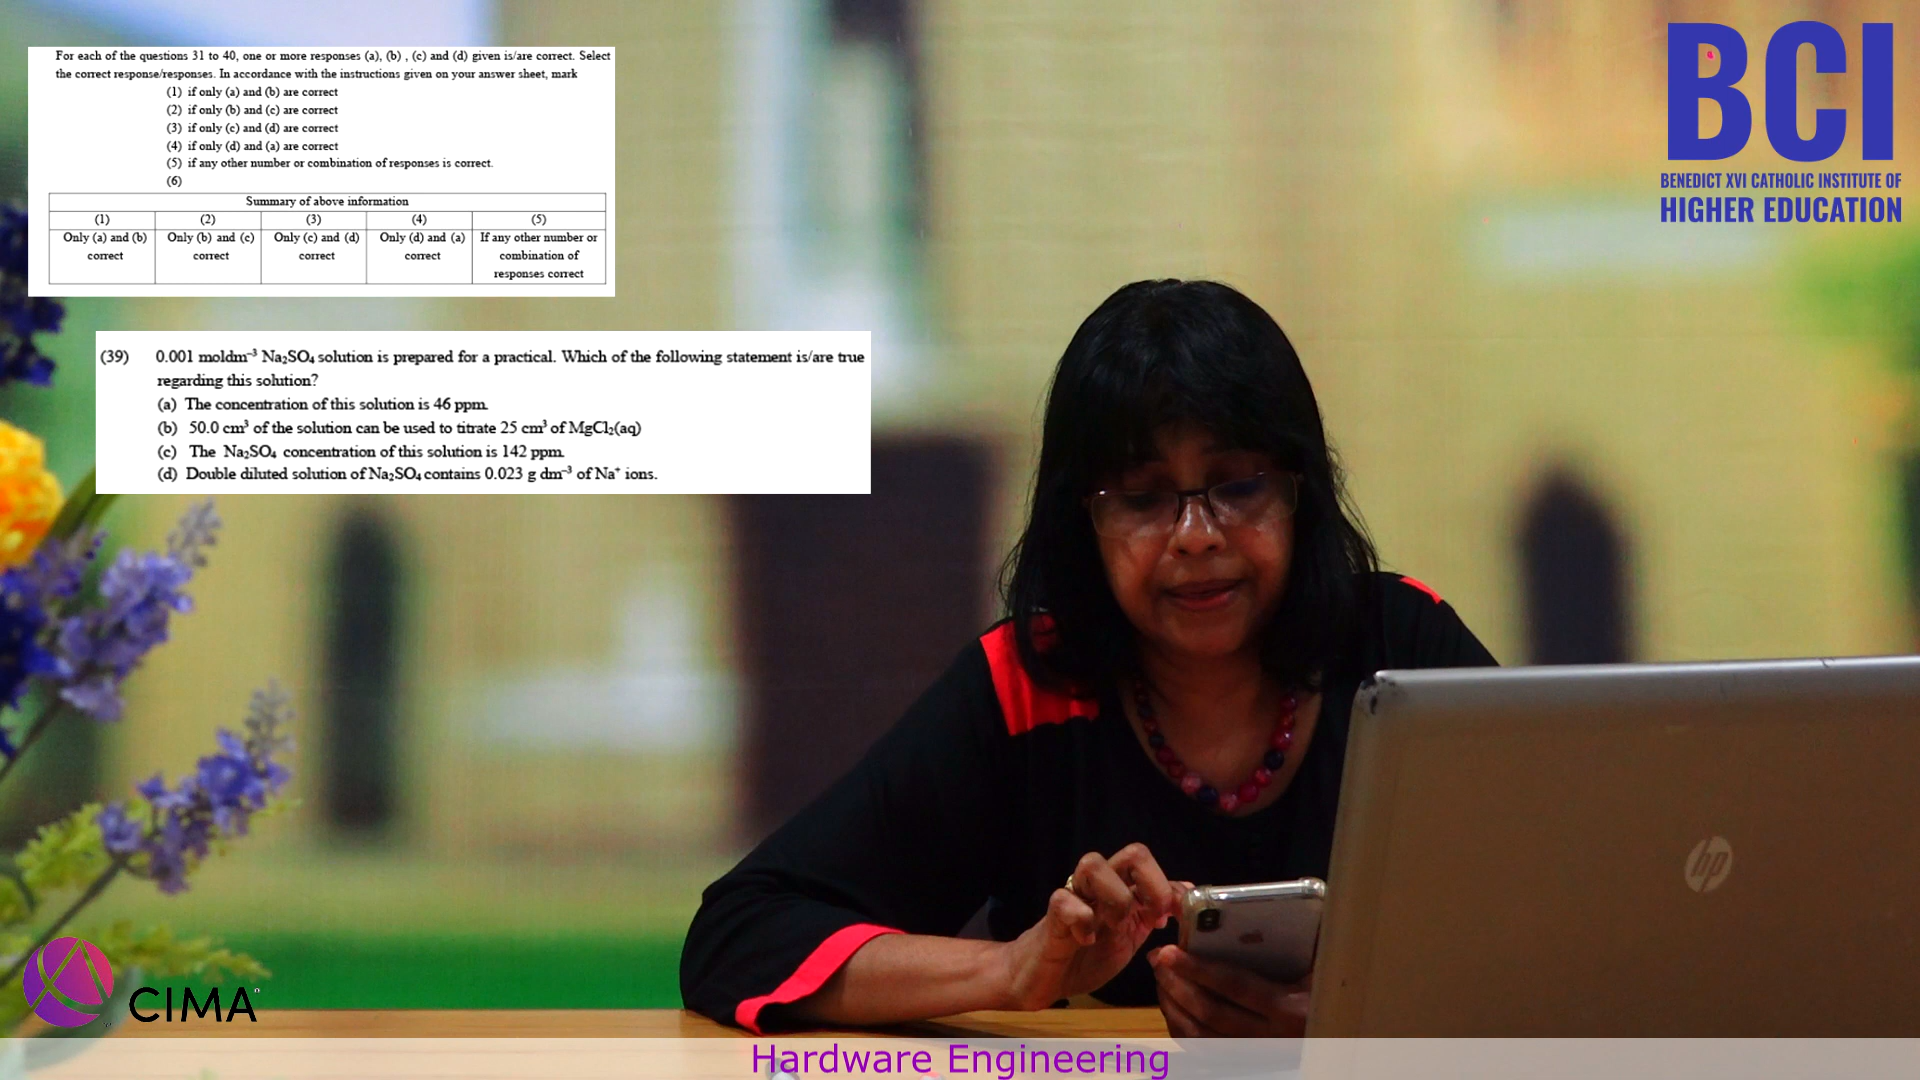 For each of the questions 31 to 40, one or more responses (a), (b) , (c) and (d) given is/are correct. Select
the correct response/responses. In accordance with the instructions given on your answer sheet, mark
(1) if only (a) and (b) are correct
(2) if only (b) and (c) are correct
(3) if only (c) and (d) are correct
(4) if only (d) and (a) are correct
(5) if any other number or combination of responses is correct.
(6)
Summary of above information
(1) (2) (3) (4) (5)
Only (a) and (b) Only (b) and (c) Only (c) and (d) Only (d) and (a) If any other number or
correct correct correct correct combination of
responses correct
(39) 0.001 moldm⁻³ Na₂SO₄ solution is prepared for a practical. Which of the following statement is/are true
regarding this solution?
(a) The concentration of this solution is 46 ppm.
(b) 50.0 cm³ of the solution can be used to titrate 25 cm³ of MgCl₂(aq)
(c) The Na₂SO₄ concentration of this solution is 142 ppm.
(d) Double diluted solution of Na₂SO₄ contains 0.023 g dm⁻³ of Na⁺ ions.
BCI
BENEDICT XVI CATHOLIC INSTITUTE OF
HIGHER EDUCATION
hp
CIMA
Hardware Engineering